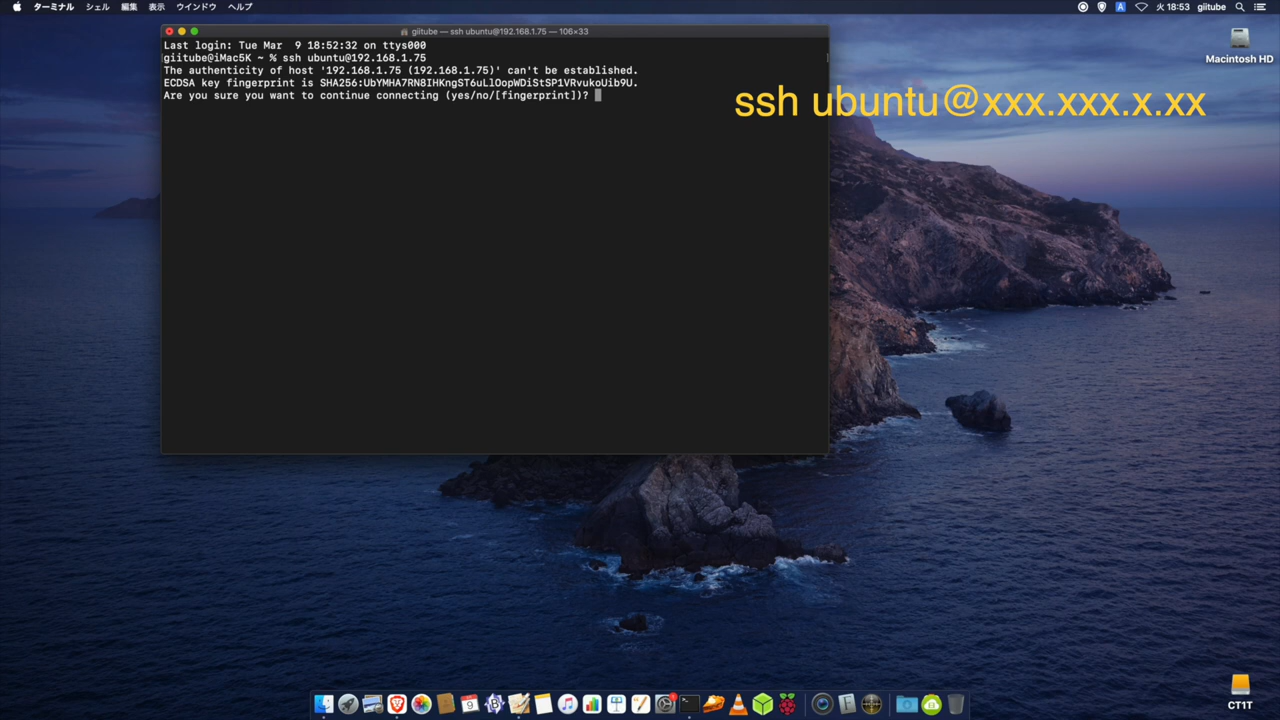 ターミナル シェル 編集 表示 ウインドウ ヘルプ
A 火 18:53 giitube
giitube — ssh ubuntu@192.168.1.75 — 106×33
Last login: Tue Mar  9 18:52:32 on ttys000
giitube@iMac5K ~ % ssh ubuntu@192.168.1.75
The authenticity of host '192.168.1.75 (192.168.1.75)' can't be established.
ECDSA key fingerprint is SHA256:UbYMHA7RN8IHKngST6uLlOopWDiStSP1VRvukoUib9U.
Are you sure you want to continue connecting (yes/no/[fingerprint])?
ssh ubuntu@xxx.xxx.x.xx
Macintosh HD
CT1T